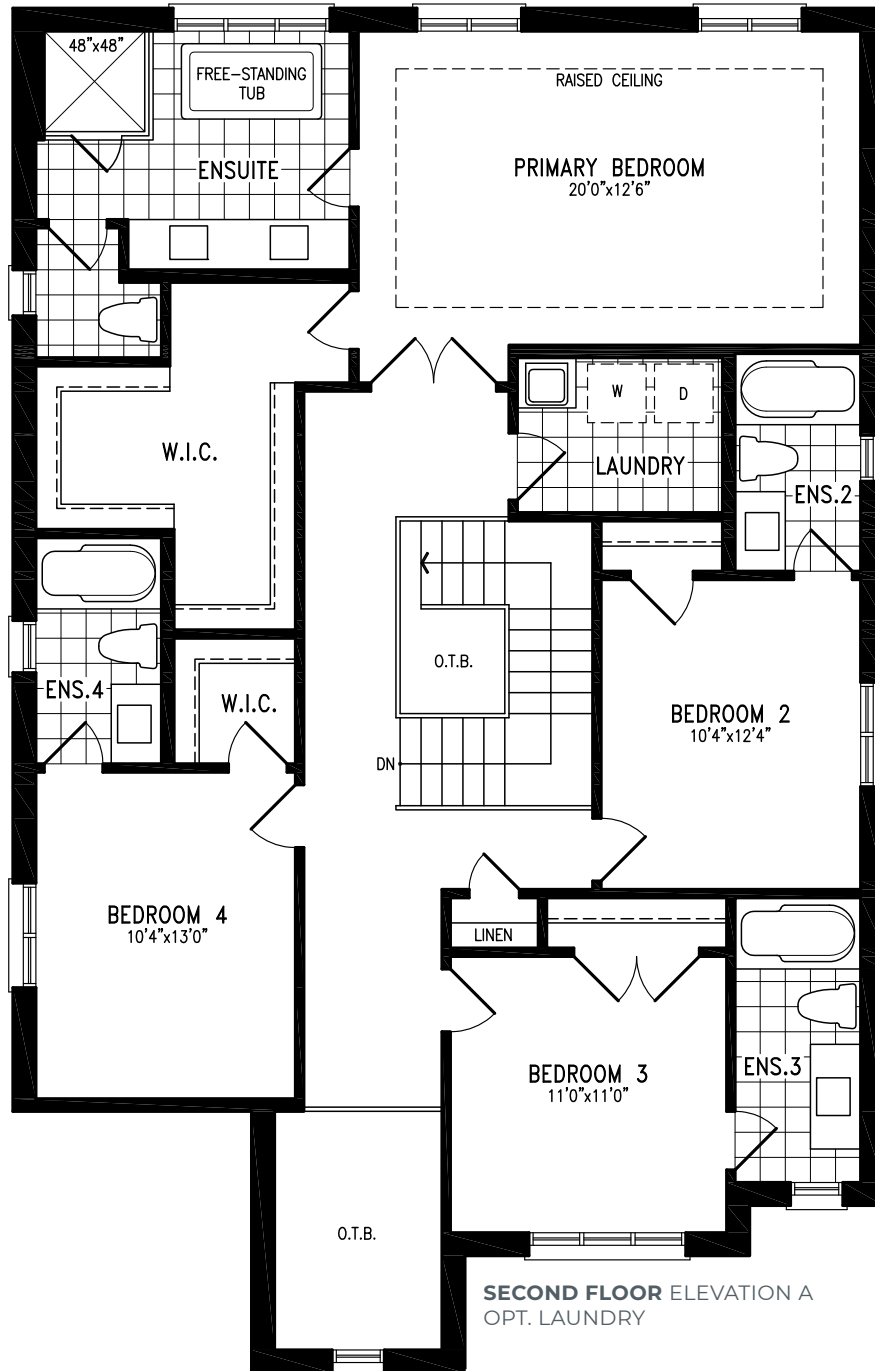 48"x48"
FREE-STANDING
TUB
RAISED CEILING
ENSUITE
PRIMARY BEDROOM
20'0"x12'6"
W
D
W.I.C.
LAUNDRY
ENS.2
O.T.B.
ENS.4
W.I.C.
BEDROOM 2
10'4"x12'4"
DN
BEDROOM 4
10'4"x13'0"
LINEN
BEDROOM 3
11'0"x11'0"
ENS.3
O.T.B.
SECOND FLOOR ELEVATION A
OPT. LAUNDRY